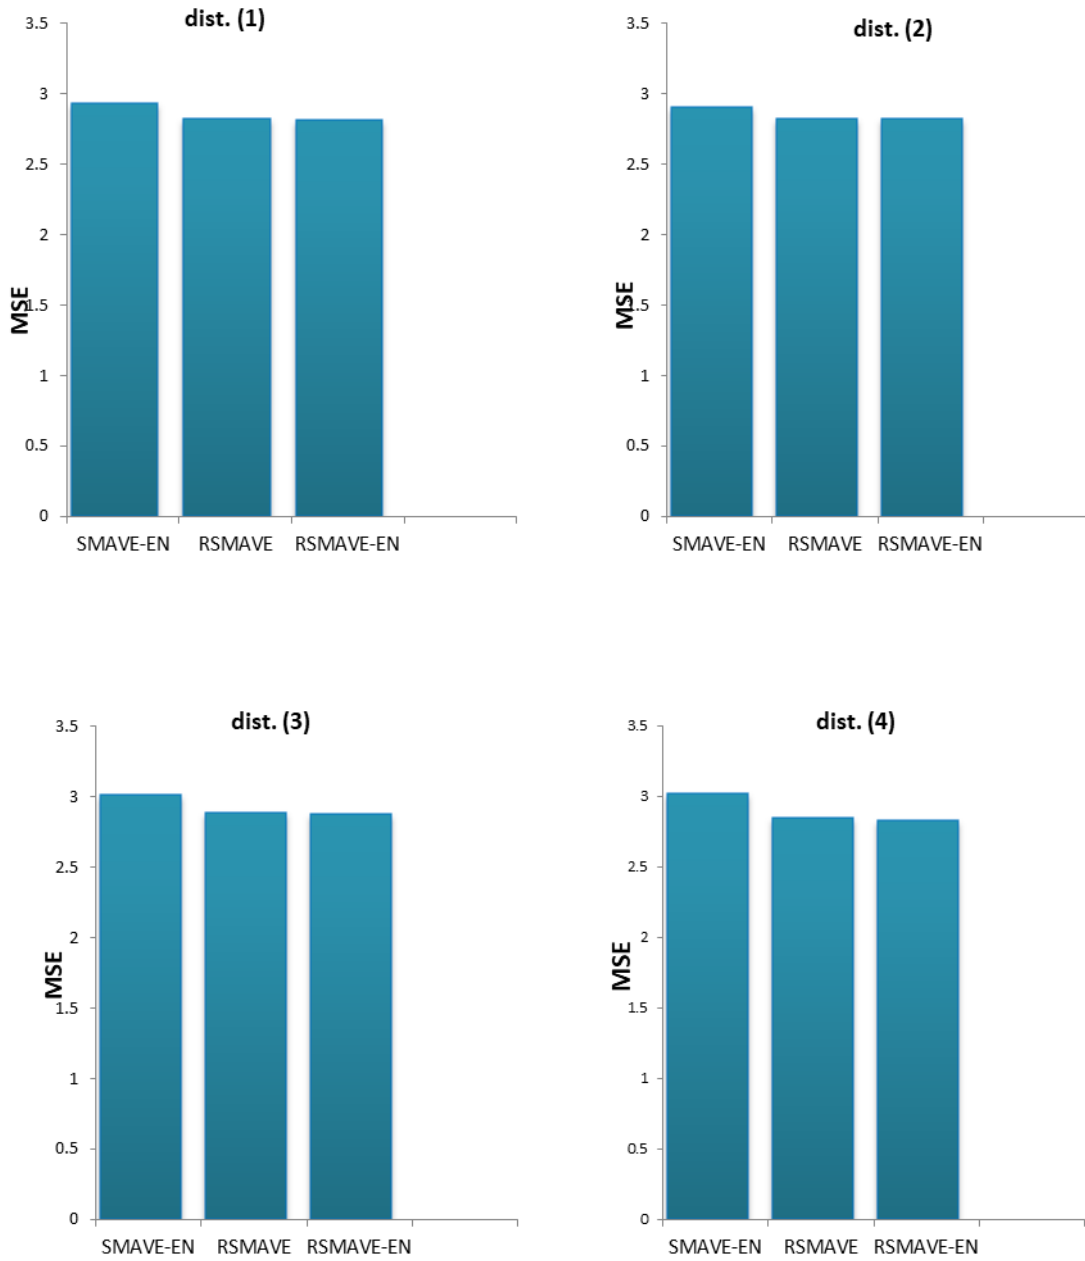 dist. (1)
3.5
3
2.5
2
1.5
1
0.5
0
MSE
SMAVE-EN RSMAVE RSMAVE-EN
dist. (2)
3.5
3
2.5
2
1.5
1
0.5
0
MSE
SMAVE-EN RSMAVE RSMAVE-EN
dist. (3)
3.5
3
2.5
2
1.5
1
0.5
0
MSE
SMAVE-EN RSMAVE RSMAVE-EN
dist. (4)
3.5
3
2.5
2
1.5
1
0.5
0
MSE
SMAVE-EN RSMAVE RSMAVE-EN